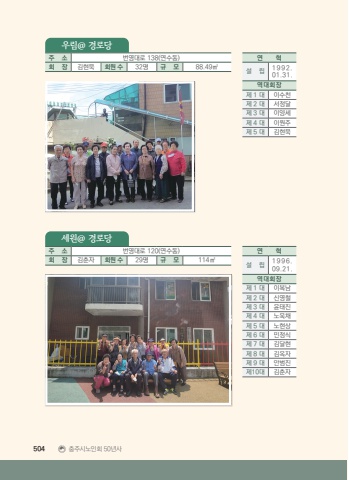 우림@ 경로당
주 소 번영대로 138(연수동)
회 장 김현묵 회원수 32명 규 모 88.49㎡
연 혁
설 립 1992. 01.31.
역대회장
제 1 대 이수천
제 2 대 서정달
제 3 대 이양세
제 4 대 이원주
제 5 대 김현묵
세원@ 경로당
주 소 번영대로 120(연수동)
회 장 김춘자 회원수 29명 규 모 114㎡
연 혁
설 립 1996. 09.21.
역대회장
제 1 대 이복남
제 2 대 신명철
제 3 대 윤태진
제 4 대 노옥재
제 5 대 노현상
제 6 대 민정식
제 7 대 김달현
제 8 대 김옥자
제 9 대 안병진
제10대 김춘자
504 충주시노인회 50년사